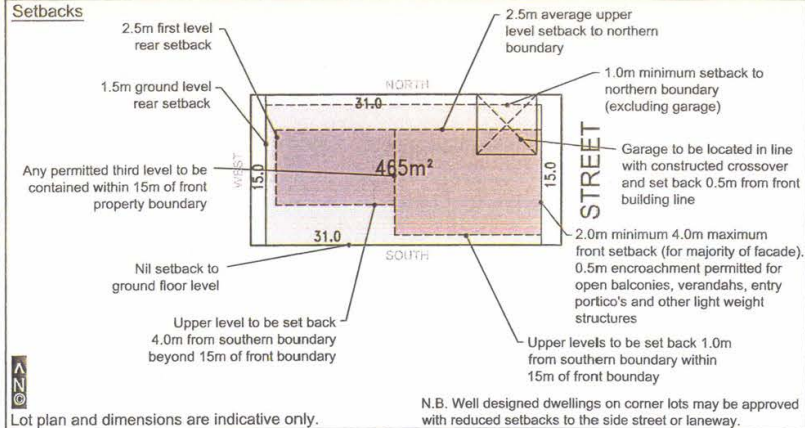 Setbacks
2.5m first level
rear setback
2.5m average upper
level setback to northern
boundary
1.5m ground level
rear setback
NORTH
31.0
1.0m minimum setback to
northern boundary
(excluding garage)
Any permitted third level to be
contained within 15m of front
property boundary
WEST
15.0
465m²
15.0
STREET
Garage to be located in line
with constructed crossover
and set back 0.5m from front
building line
31.0
SOUTH
Nil setback to
ground floor level
2.0m minimum 4.0m maximum
front setback (for majority of facade).
0.5m encroachment permitted for
open balconies, verandahs, entry
portico's and other light weight
structures
Upper level to be set back
4.0m from southern boundary
beyond 15m of front boundary
Upper levels to be set back 1.0m
from southern boundary within
15m of front bounday
Lot plan and dimensions are indicative only.
N.B. Well designed dwellings on corner lots may be approved
with reduced setbacks to the side street or laneway.